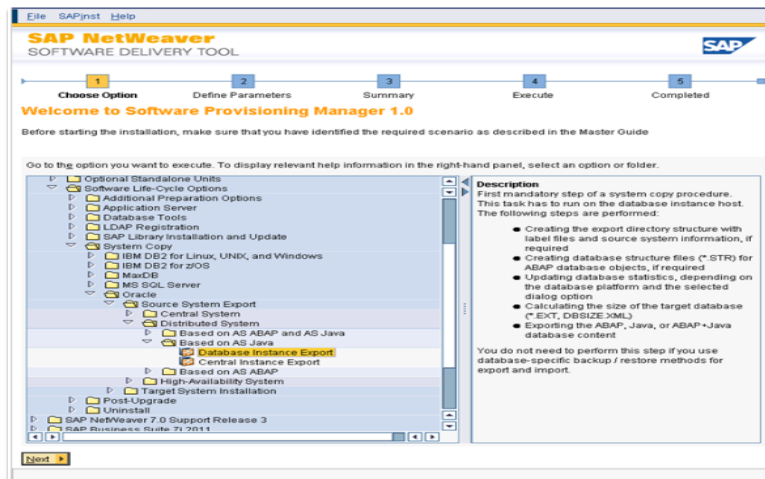 File SAPinst Help
SAP NetWeaver
SOFTWARE DELIVERY TOOL
SAP
1 2 3 4 5
Choose Option Define Parameters Summary Execute Completed
Welcome to Software Provisioning Manager 1.0
Before starting the installation, make sure that you have identified the required scenario as described in the Master Guide
Go to the option you want to execute. To display relevant help information in the right-hand panel, select an option or folder.
Optional Standalone Units
Software Life-Cycle Options
Additional Preparation Options
Application Server
Database Tools
LDAP Registration
SAP Library Installation and Update
System Copy
IBM DB2 for Linux, UNIX, and Windows
IBM DB2 for z/OS
MaxDB
MS SQL Server
Oracle
Source System Export
Central System
Distributed System
Based on AS ABAP and AS Java
Based on AS Java
Database Instance Export
Central Instance Export
Based on AS ABAP
High-Availability System
Target System Installation
Post-Upgrade
Uninstall
SAP NetWeaver 7.0 Support Release 3
SAP Business Suite 7i 2011
Description
First mandatory step of a system copy procedure.
This task has to run on the database instance host.
The following steps are performed:
Creating the export directory structure with
label files and source system information, if
required
Creating database structure files (*.STR) for
ABAP database objects, if required
Updating database statistics, depending on
the database platform and the selected
dialog option
Calculating the size of the target database
(*.EXT, DBSIZE.XML)
Exporting the ABAP, Java, or ABAP+Java
database content
You do not need to perform this step if you use
database-specific backup / restore methods for
export and import.
Next